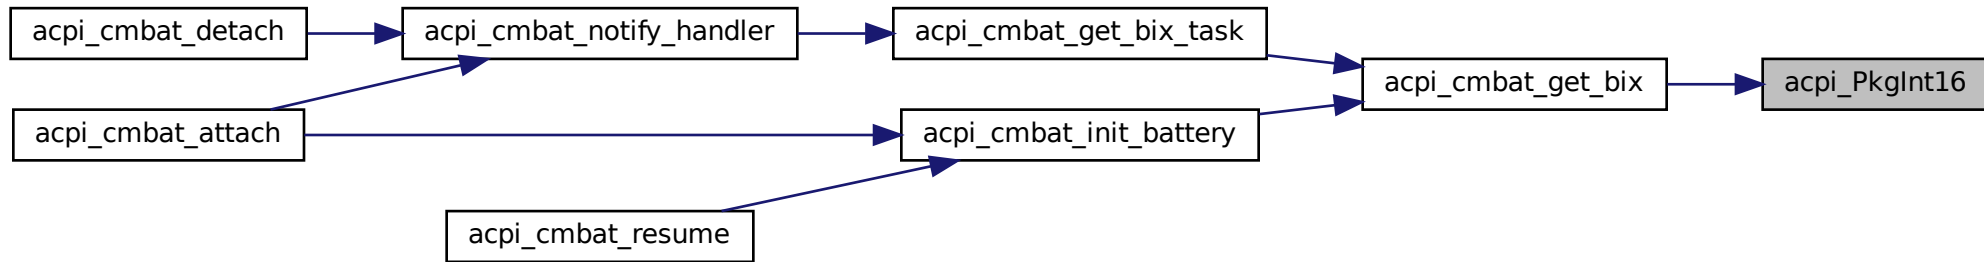 acpi_cmbat_detach
acpi_cmbat_notify_handler
acpi_cmbat_get_bix_task
acpi_cmbat_get_bix
acpi_PkgInt16
acpi_cmbat_attach
acpi_cmbat_init_battery
acpi_cmbat_resume